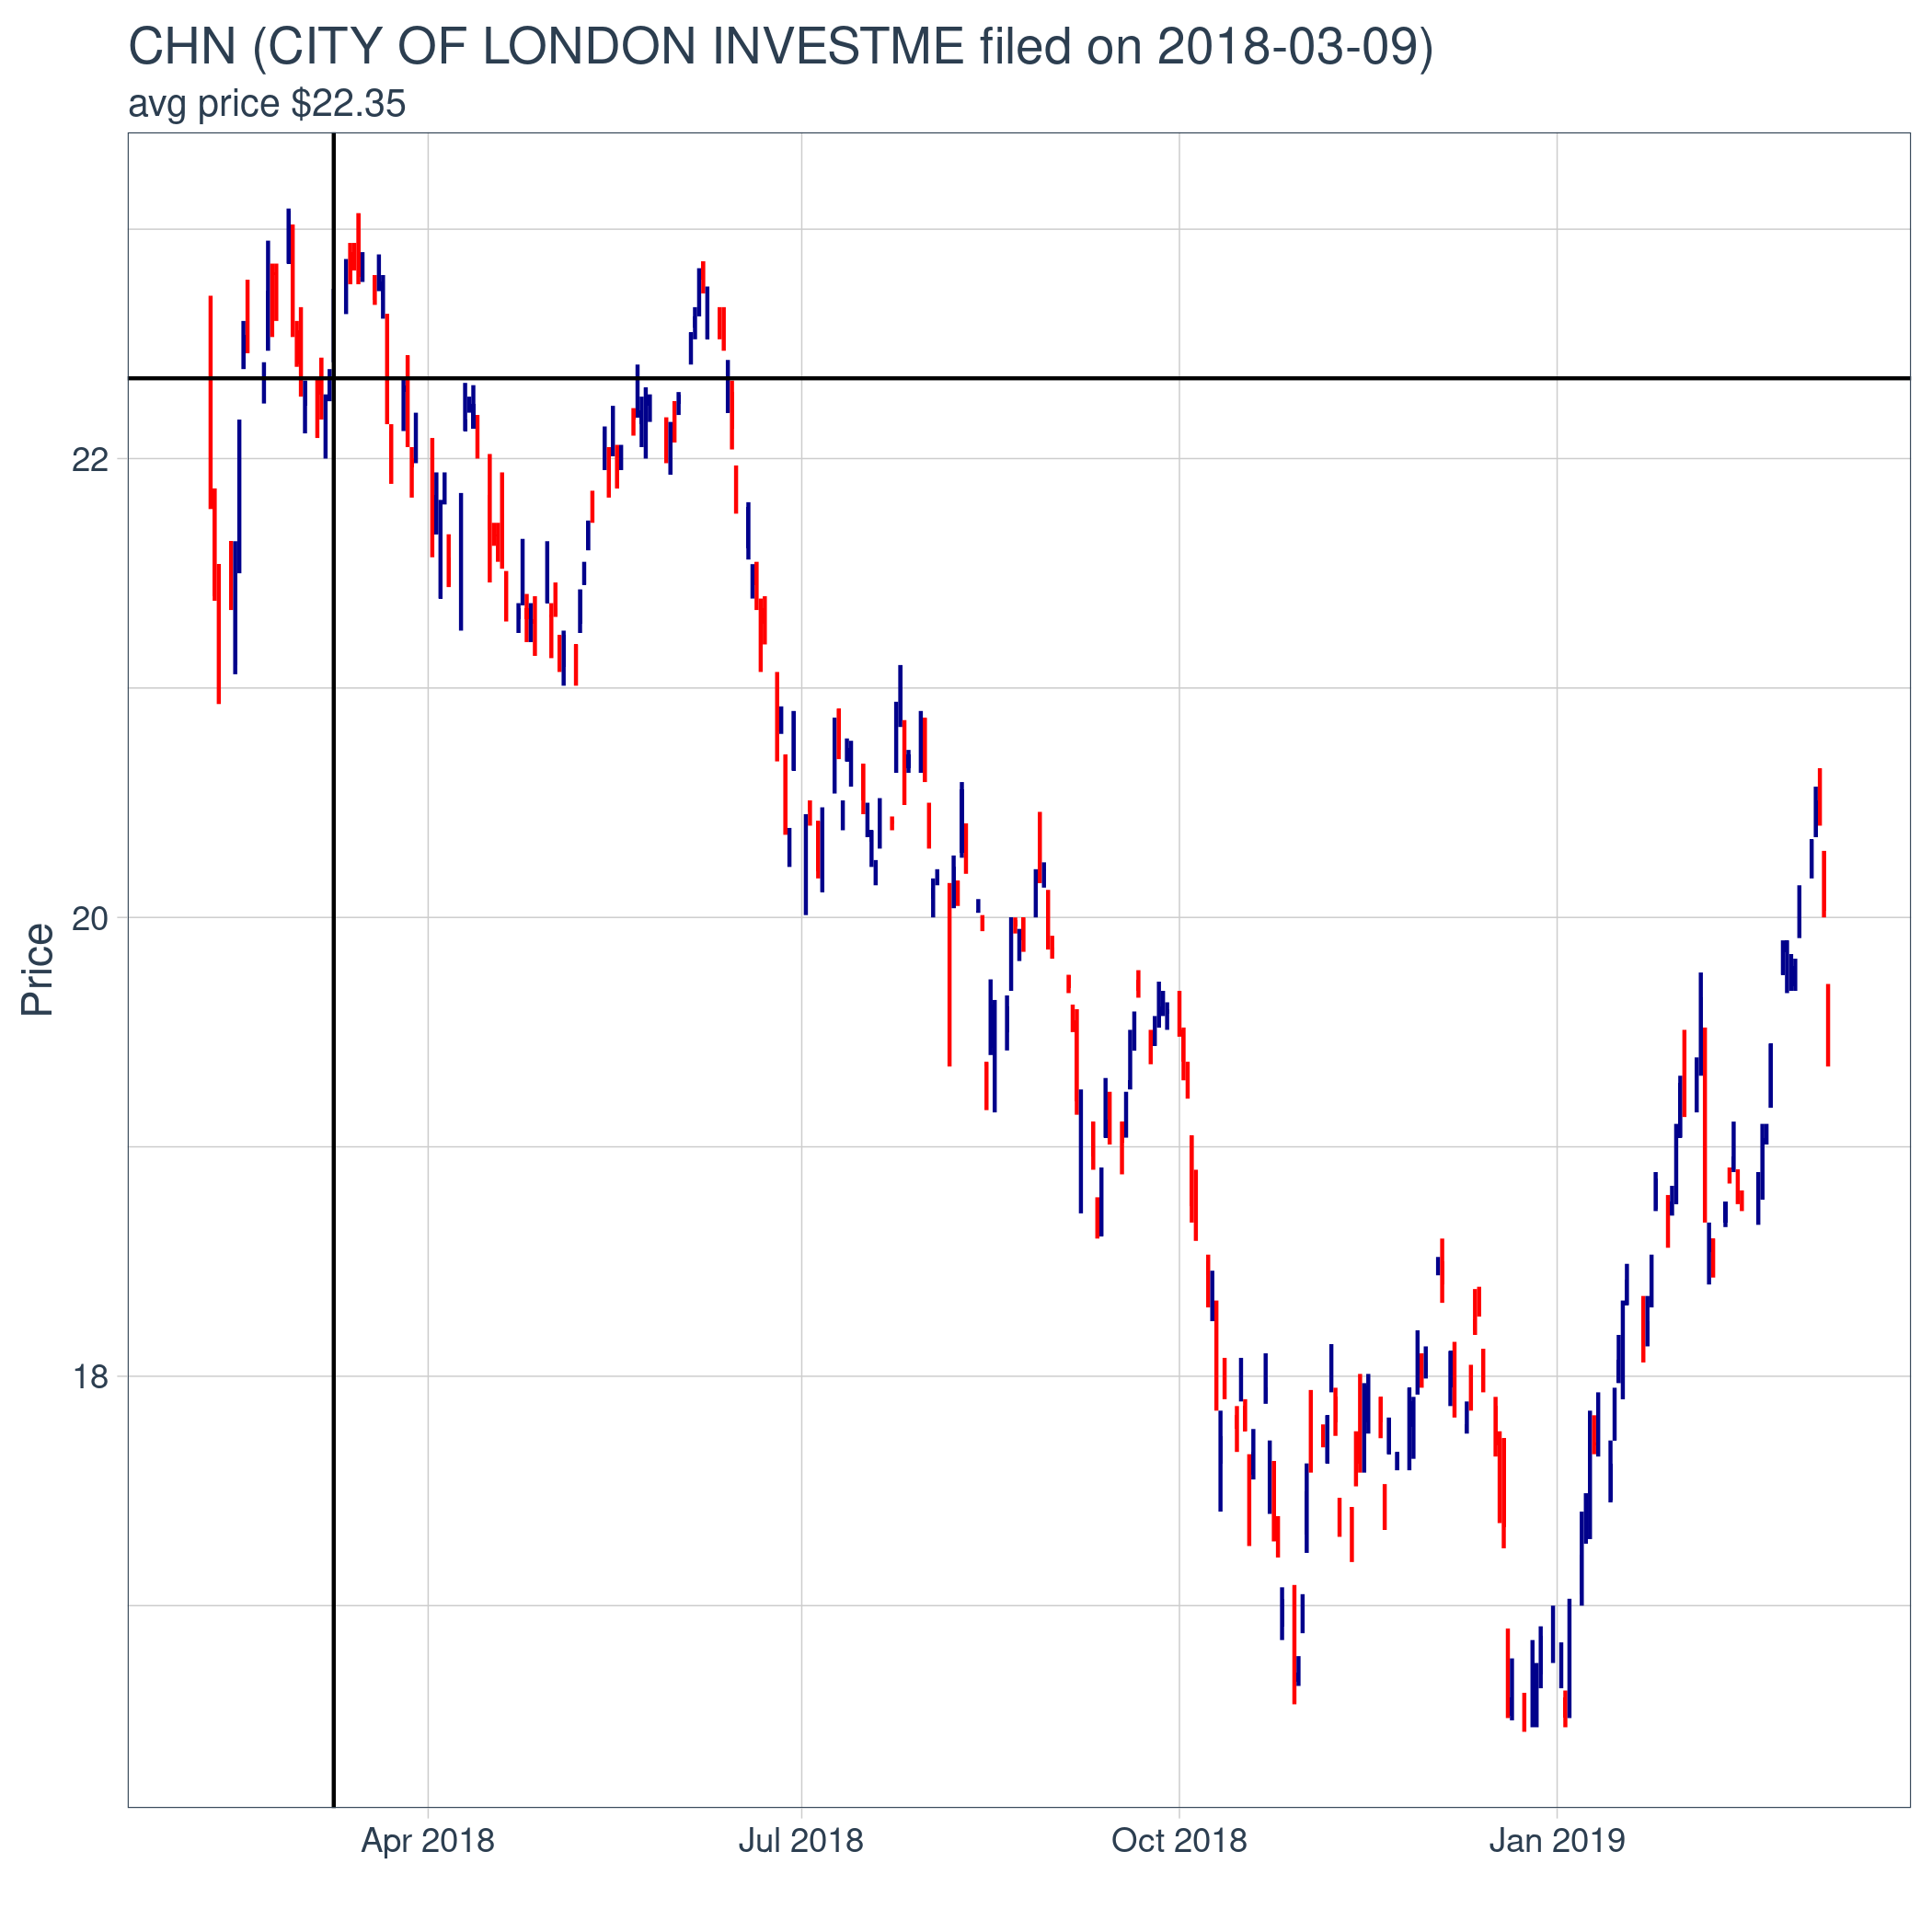 CHN (CITY OF LONDON INVESTME filed on 2018-03-09)
avg price $22.35
22
20
18
Price
Apr 2018
Jul 2018
Oct 2018
Jan 2019